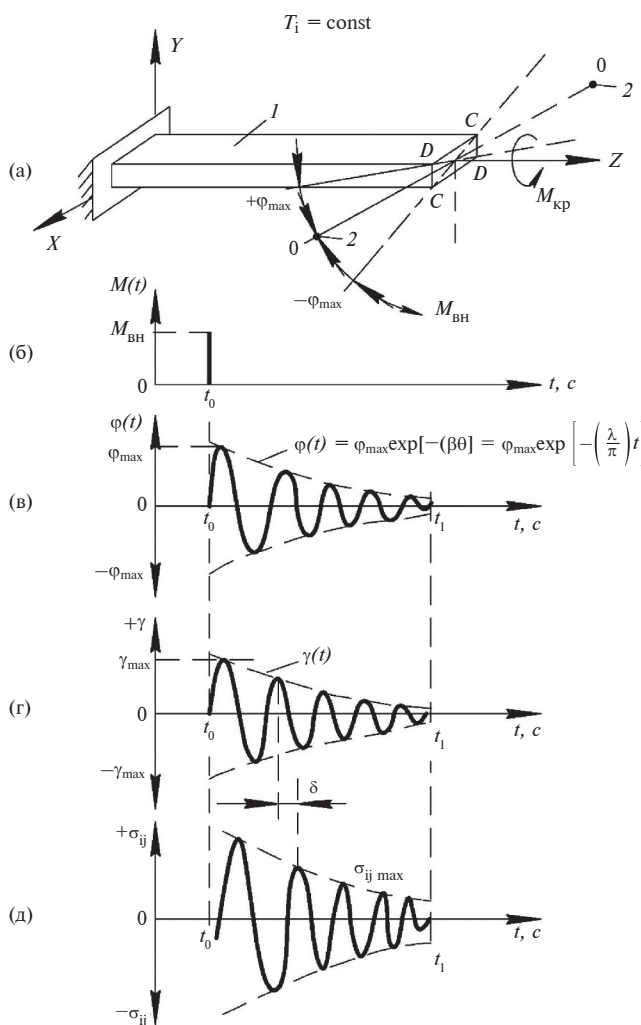 T_i = const
Y
0
2
1
C
D
(а)
Z
D
+φ_max
C
M_кр
X
0
2
−φ_max
M_вн
M(t)
M_вн
(б)
0
t_0
t, c
φ(t)
φ_max
φ(t) = φ_max exp[−(βθ] = φ_max exp [−(λ/π) t
(в)
0
t_0
t_1
t, c
−φ_max
+γ
γ_max
γ(t)
(г)
0
t_0
t_1
t, c
−γ_max
δ
+σ_ij
σ_ij max
(д)
0
t_0
t_1
t, c
−σ_ij